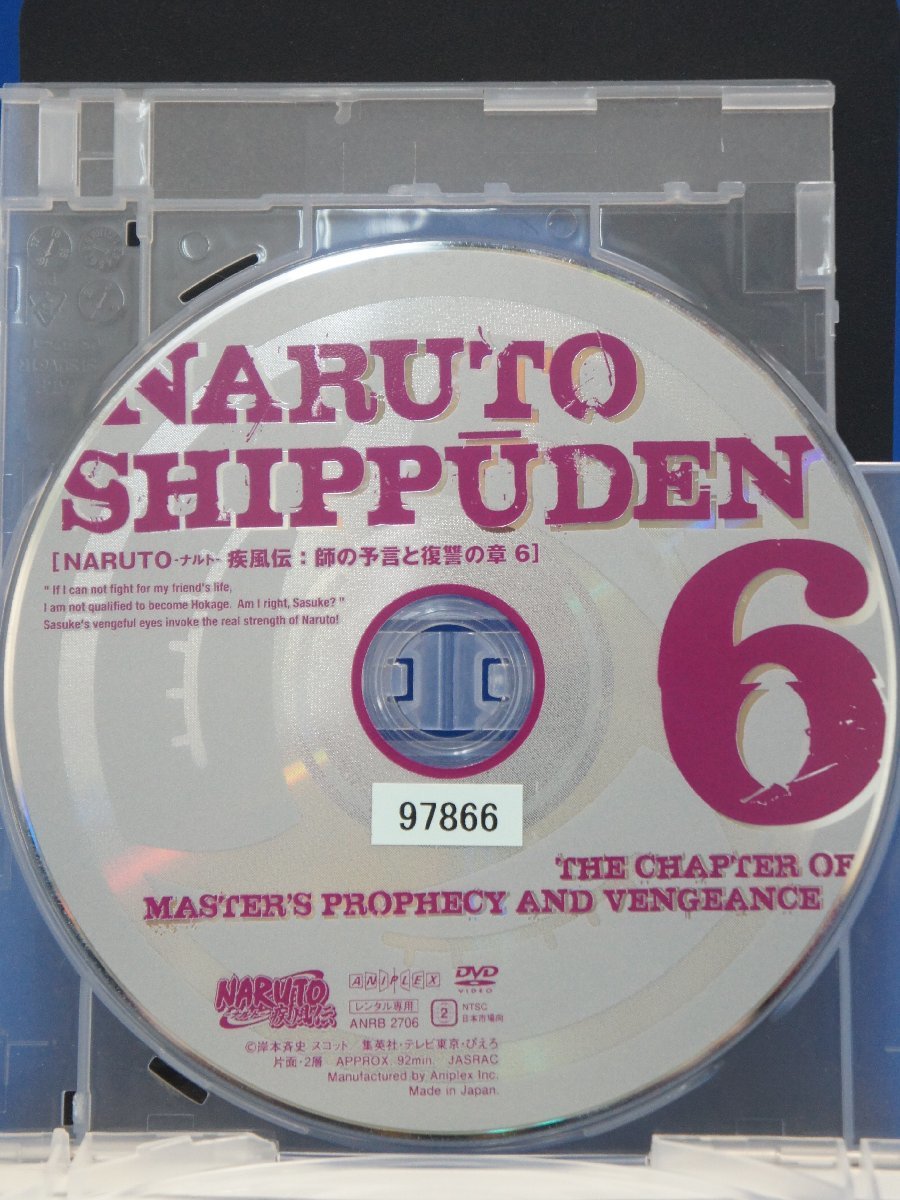 NARUTO
SHIPPŪDEN
6
[NARUTO -ナルト- 疾風伝：師の予言と復讐の章 6]
" If I can not fight for my friend's life,
I am not qualified to become Hokage. Am I right, Sasuke? "
Sasuke's vengeful eyes invoke the real strength of Naruto!
97866
THE CHAPTER OF
MASTER'S PROPHECY AND VENGEANCE
NARUTO
ナルト 疾風伝
ANIPLEX
DVD
VIDEO
レンタル専用
ANRB 2706
2
NTSC
日本市場向
©岸本斉史 スコット 集英社・テレビ東京・ぴえろ
片面・2層 APPROX. 92min. JASRAC
Manufactured by Aniplex Inc.
Made in Japan.